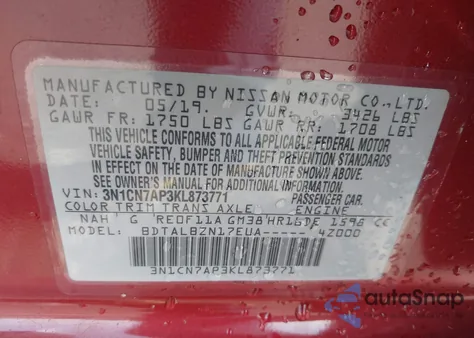 MANUFACTURED BY NISSAN MOTOR CO.,LTD.
DATE: 05/19. GVWR: 3426 LBS
GAWR FR: 1750 LBS GAWR RR: 1708 LBS
THIS VEHICLE CONFORMS TO ALL APPLICABLE FEDERAL MOTOR
VEHICLE SAFETY, BUMPER AND THEFT PREVENTION STANDARDS
IN EFFECT ON THE DATE OF MANUFACTURE SHOWN ABOVE.
SEE OWNER'S MANUAL FOR ADDITIONAL INFORMATION.
VIN: 3N1CN7AP3KL873771 PASSENGER CAR.
COLOR TRIM TRANS AXLE ENGINE
NAH G RE0F11A GM38 HR16DE 1598 CC
MODEL: BDTALBZN17EUA----- 4Z000
3N1CN7AP3KL873771
autoSnap